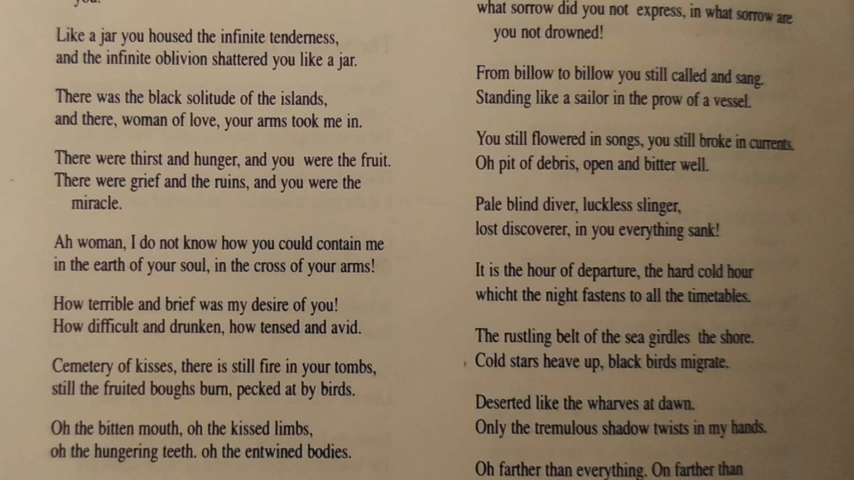 you.
Like a jar you housed the infinite tenderness,
and the infinite oblivion shattered you like a jar.
There was the black solitude of the islands,
and there, woman of love, your arms took me in.
There were thirst and hunger, and you were the fruit.
There were grief and the ruins, and you were the
miracle.
Ah woman, I do not know how you could contain me
in the earth of your soul, in the cross of your arms!
How terrible and brief was my desire of you!
How difficult and drunken, how tensed and avid.
Cemetery of kisses, there is still fire in your tombs,
still the fruited boughs burn, pecked at by birds.
Oh the bitten mouth, oh the kissed limbs,
oh the hungering teeth. oh the entwined bodies.
what sorrow did you not express, in what sorrow are
you not drowned!
From billow to billow you still called and sang.
Standing like a sailor in the prow of a vessel.
You still flowered in songs, you still broke in currents.
Oh pit of debris, open and bitter well.
Pale blind diver, luckless slinger,
lost discoverer, in you everything sank!
It is the hour of departure, the hard cold hour
whicht the night fastens to all the timetables.
The rustling belt of the sea girdles the shore.
Cold stars heave up, black birds migrate.
Deserted like the wharves at dawn.
Only the tremulous shadow twists in my hands.
Oh farther than everything. On farther than